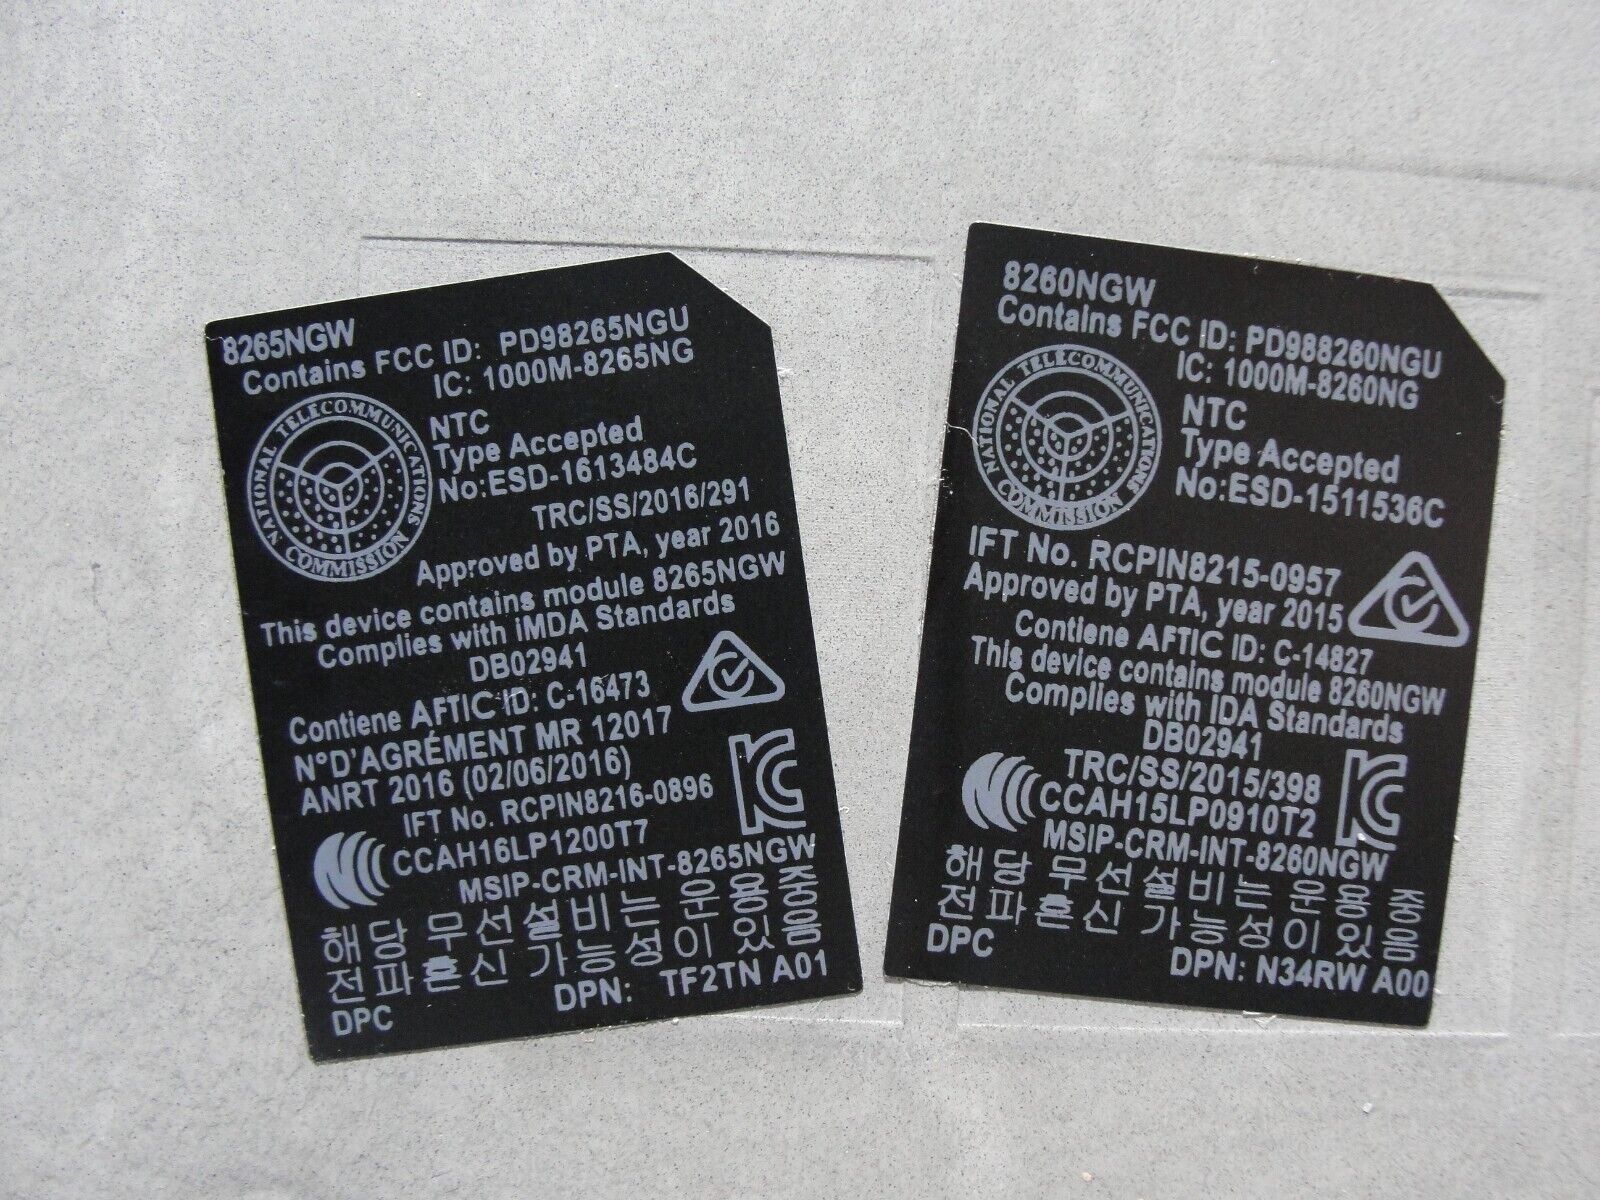 8265NGW
Contains FCC ID: PD98265NGU
IC: 1000M-8265NG
NATIONAL TELECOMMUNICATIONS COMMISSION
NTC
Type Accepted
No:ESD-1613484C
TRC/SS/2016/291
Approved by PTA, year 2016
This device contains module 8265NGW
Complies with IMDA Standards
DB02941
Contiene AFTIC ID: C-16473
N°D'AGRÉMENT MR 12017
ANRT 2016 (02/06/2016)
IFT No. RCPIN8216-0896
CCAH16LP1200T7
MSIP-CRM-INT-8265NGW
해당 무선설비는 운용 중
전파혼신 가능성이 있음
DPC
DPN: TF2TN A01
8260NGW
Contains FCC ID: PD988260NGU
IC: 1000M-8260NG
NATIONAL TELECOMMUNICATIONS COMMISSION
NTC
Type Accepted
No:ESD-1511536C
IFT No. RCPIN8215-0957
Approved by PTA, year 2015
Contiene AFTIC ID: C-14827
This device contains module 8260NGW
Complies with IDA Standards
DB02941
TRC/SS/2015/398
CCAH15LP0910T2
MSIP-CRM-INT-8260NGW
해당 무선설비는 운용 중
전파혼신 가능성이 있음
DPC
DPN: N34RW A00